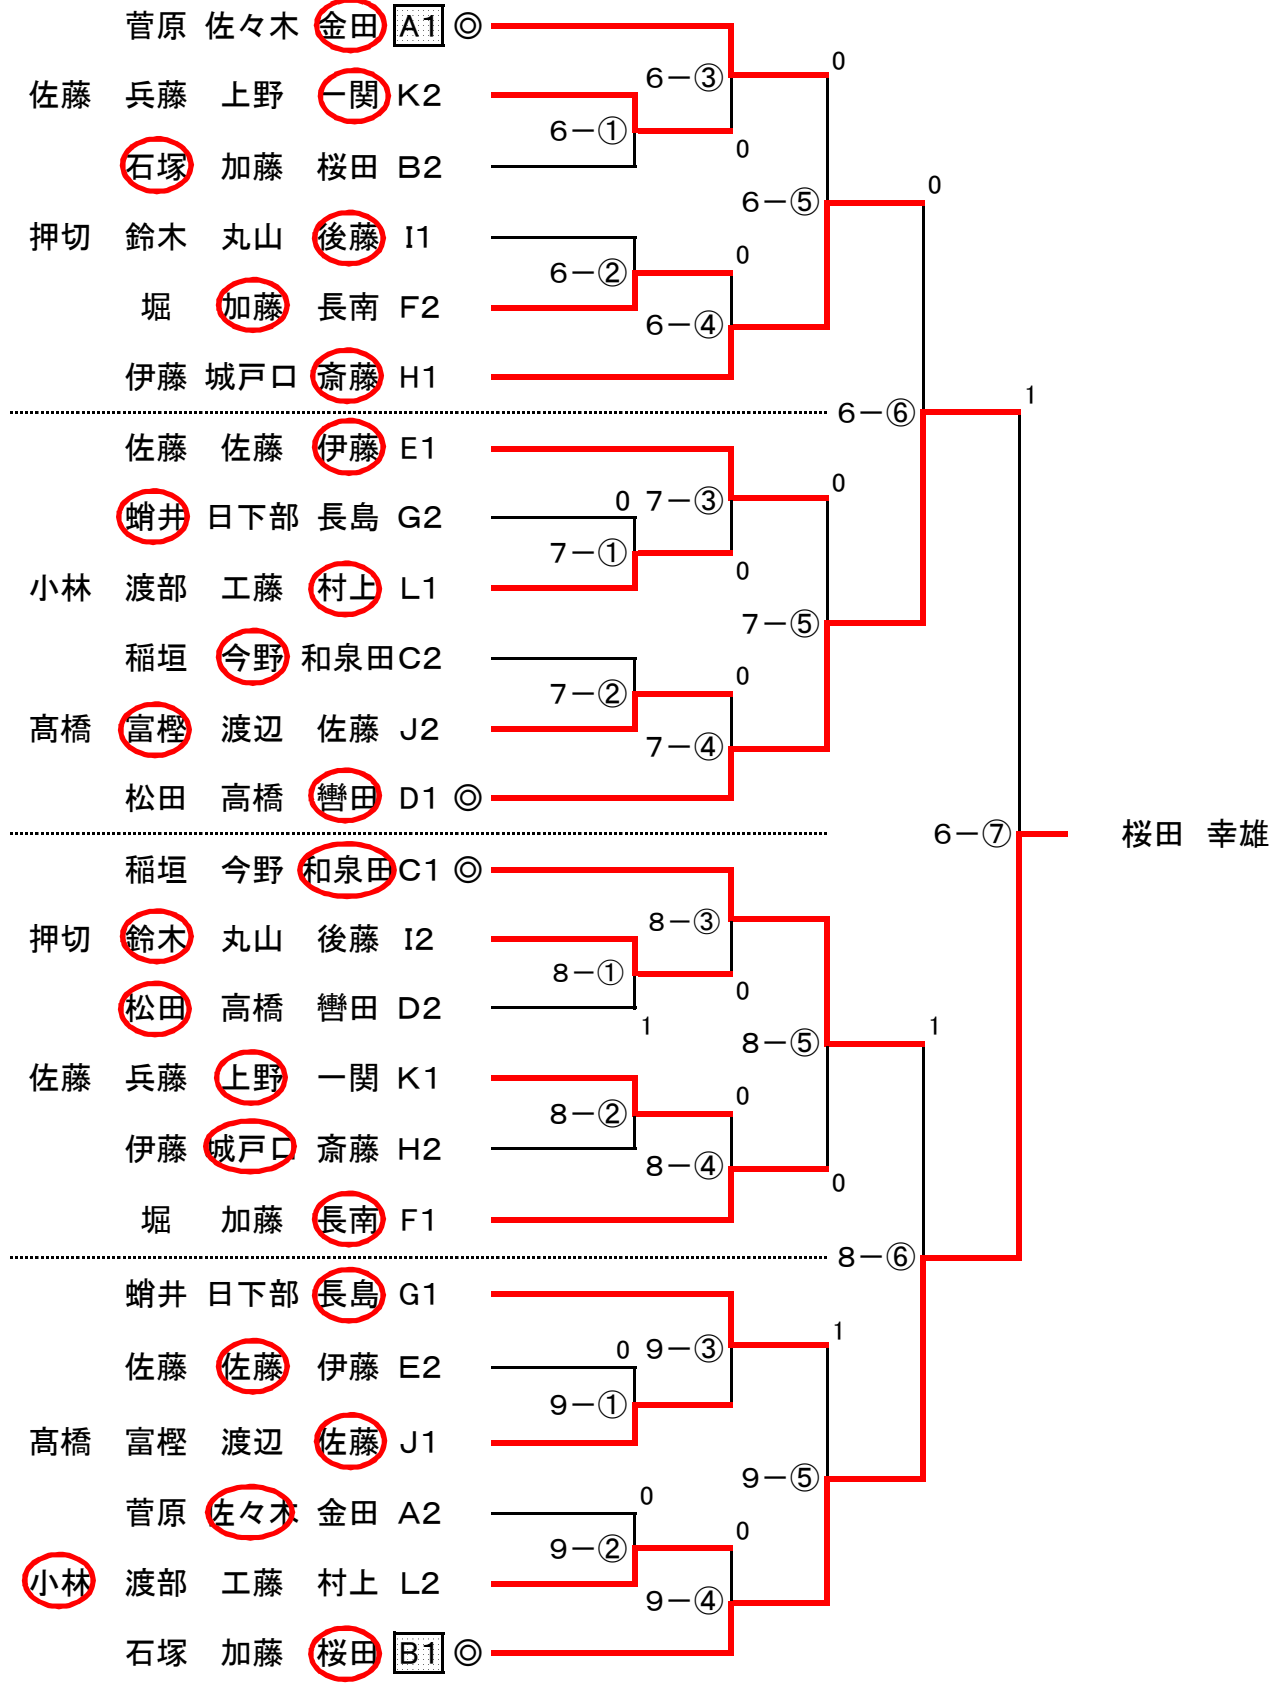 菅原 佐々木 金田 A1 ◎
0
6－③
佐藤 兵藤 上野 一関 K2
6－①
0
石塚 加藤 桜田 B2
0
6－⑤
押切 鈴木 丸山 後藤 I1
0
6－②
堀 加藤 長南 F2
6－④
伊藤 城戸口 斎藤 H1
1
6－⑥
佐藤 佐藤 伊藤 E1
0
0 7－③
蛸井 日下部 長島 G2
7－①
0
小林 渡部 工藤 村上 L1
7－⑤
稲垣 今野 和泉田 C2
0
7－②
髙橋 富樫 渡辺 佐藤 J2
7－④
松田 高橋 轡田 D1 ◎
6－⑦ 桜田 幸雄
稲垣 今野 和泉田 C1 ◎
8－③
押切 鈴木 丸山 後藤 I2
8－①
0
松田 高橋 轡田 D2
1 1
8－⑤
佐藤 兵藤 上野 一関 K1
0
8－②
伊藤 城戸口 斎藤 H2
8－④
0
堀 加藤 長南 F1
8－⑥
蛸井 日下部 長島 G1
1
0 9－③
佐藤 佐藤 伊藤 E2
9－①
髙橋 富樫 渡辺 佐藤 J1
9－⑤
0
菅原 佐々木 金田 A2
0
9－②
小林 渡部 工藤 村上 L2
9－④
石塚 加藤 桜田 B1 ◎